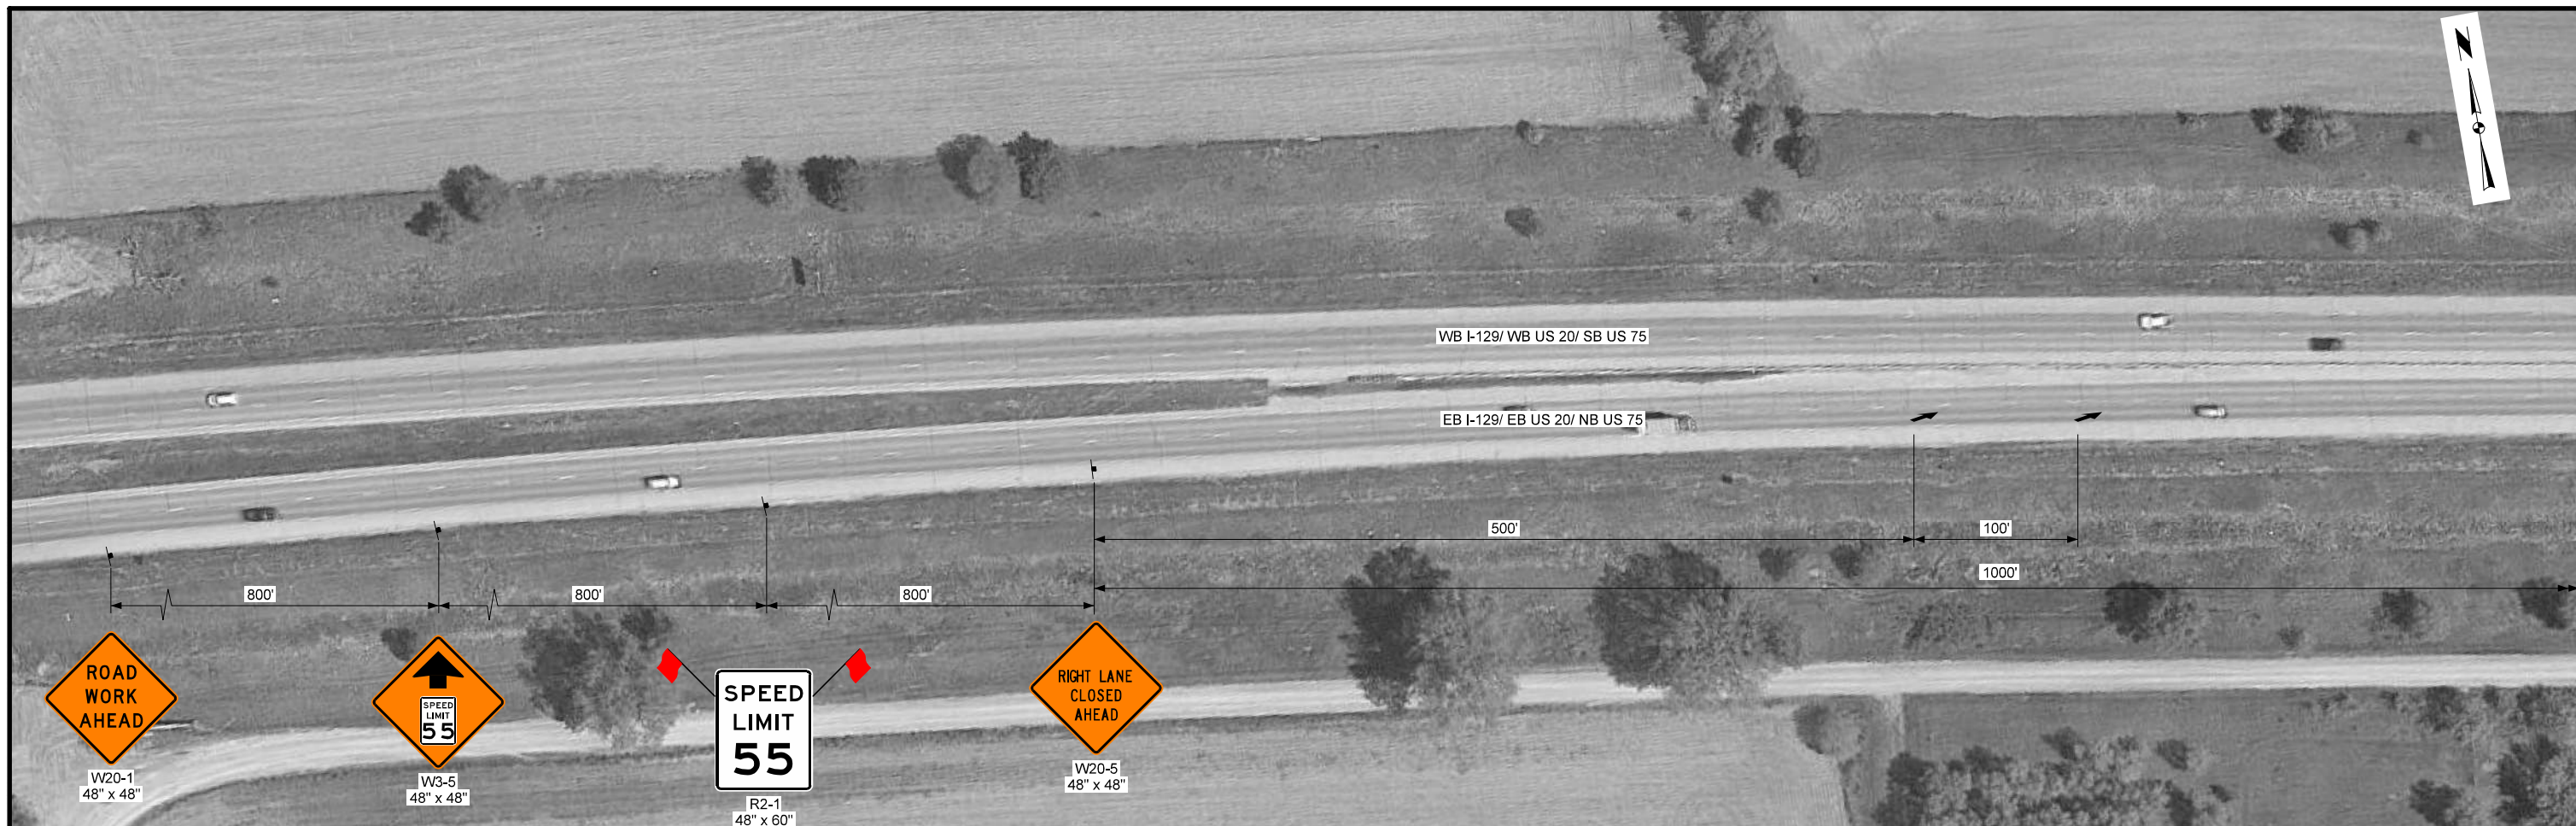 N
WB I-129/ WB US 20/ SB US 75
EB I-129/ EB US 20/ NB US 75
500'
100'
1000'
800'
800'
800'
ROAD
WORK
AHEAD
W20-1
48" x 48"
SPEED
LIMIT
55
W3-5
48" x 48"
SPEED
LIMIT
55
R2-1
48" x 60"
RIGHT LANE
CLOSED
AHEAD
W20-5
48" x 48"